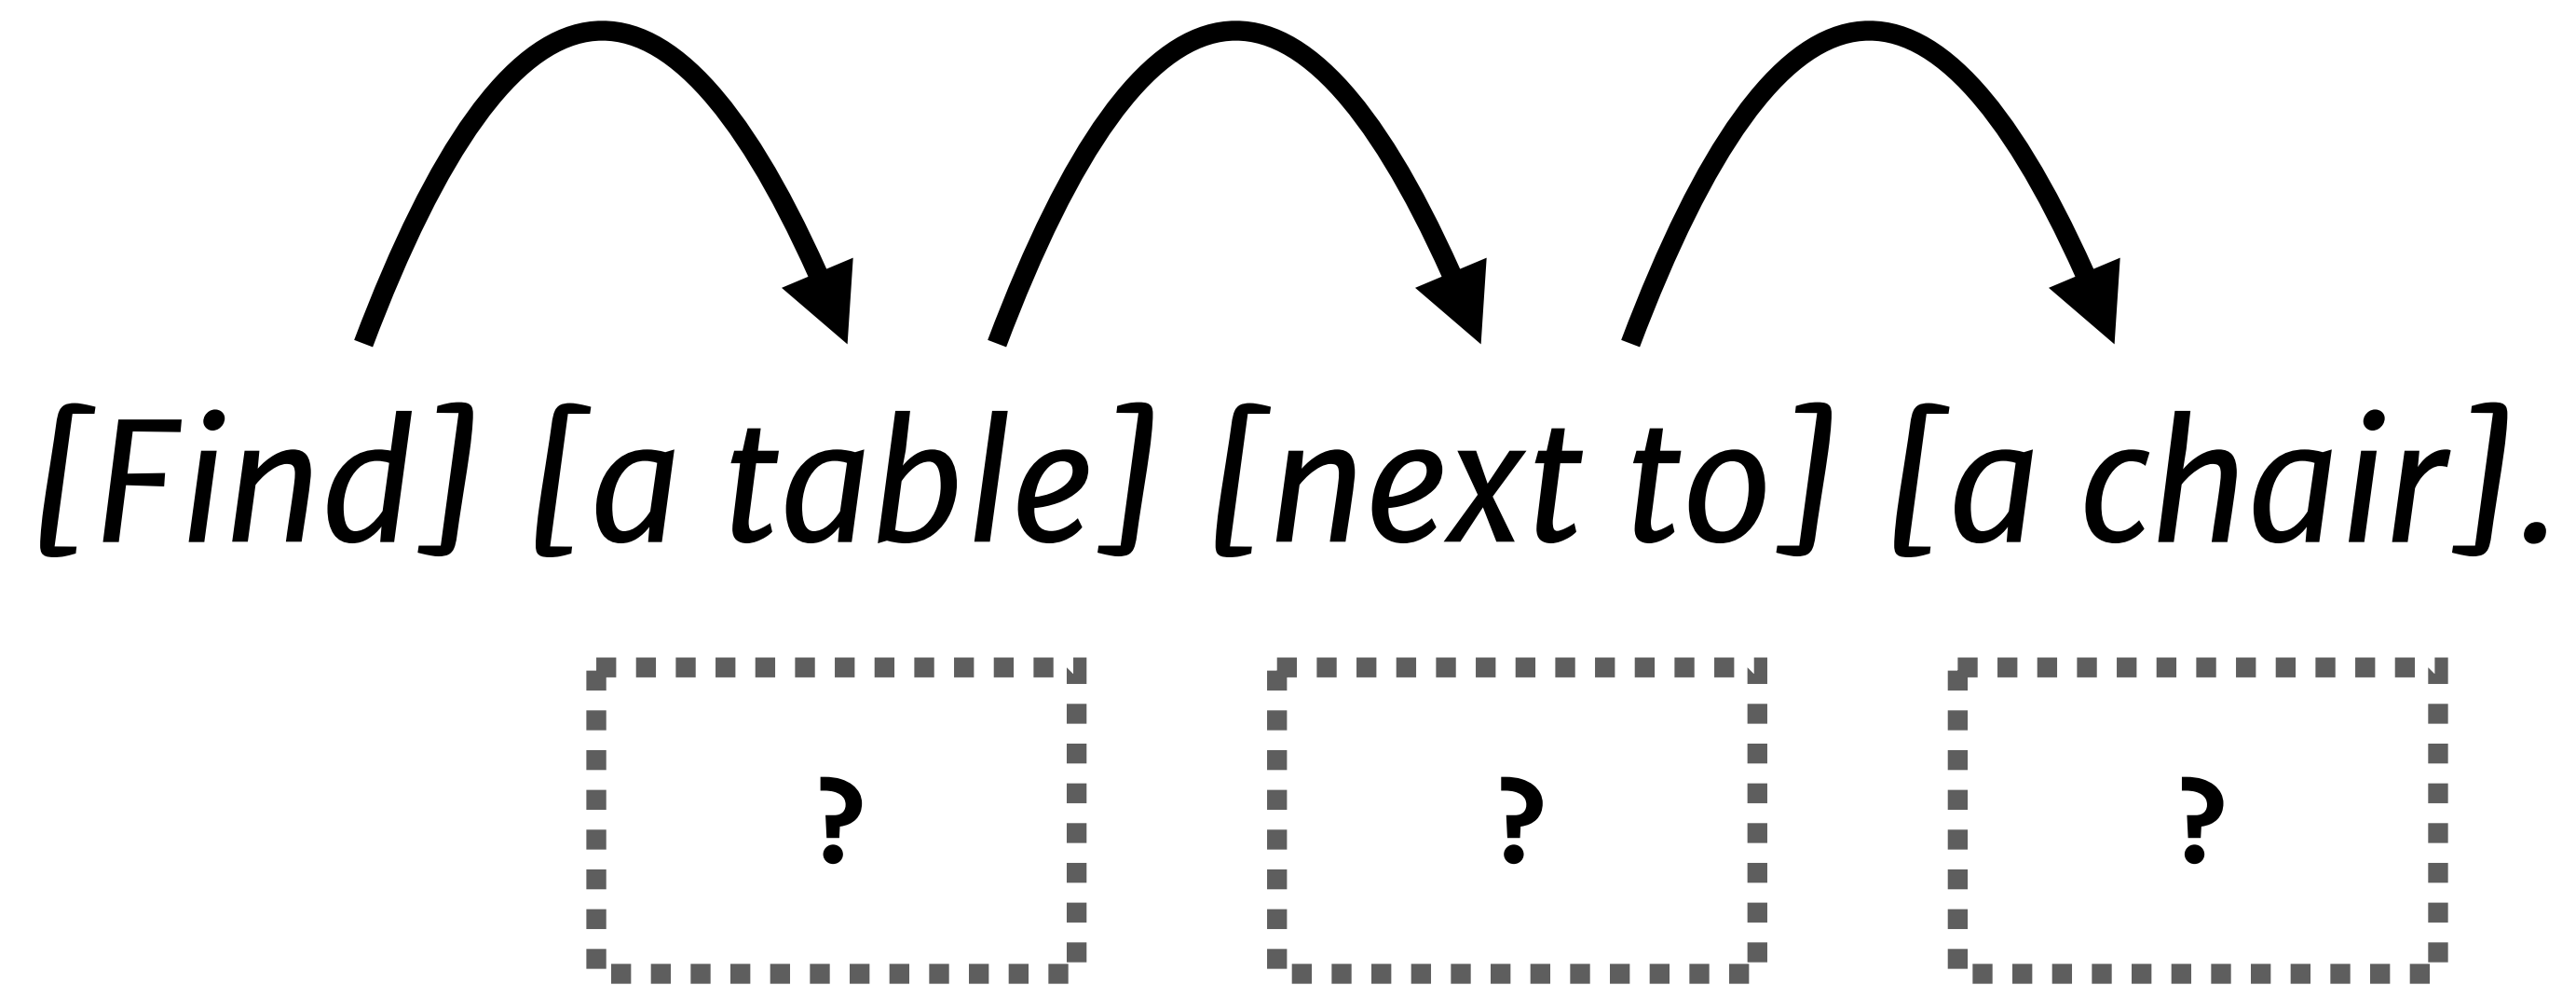 [Find] [a table] [next to] [a chair].
? ? ?